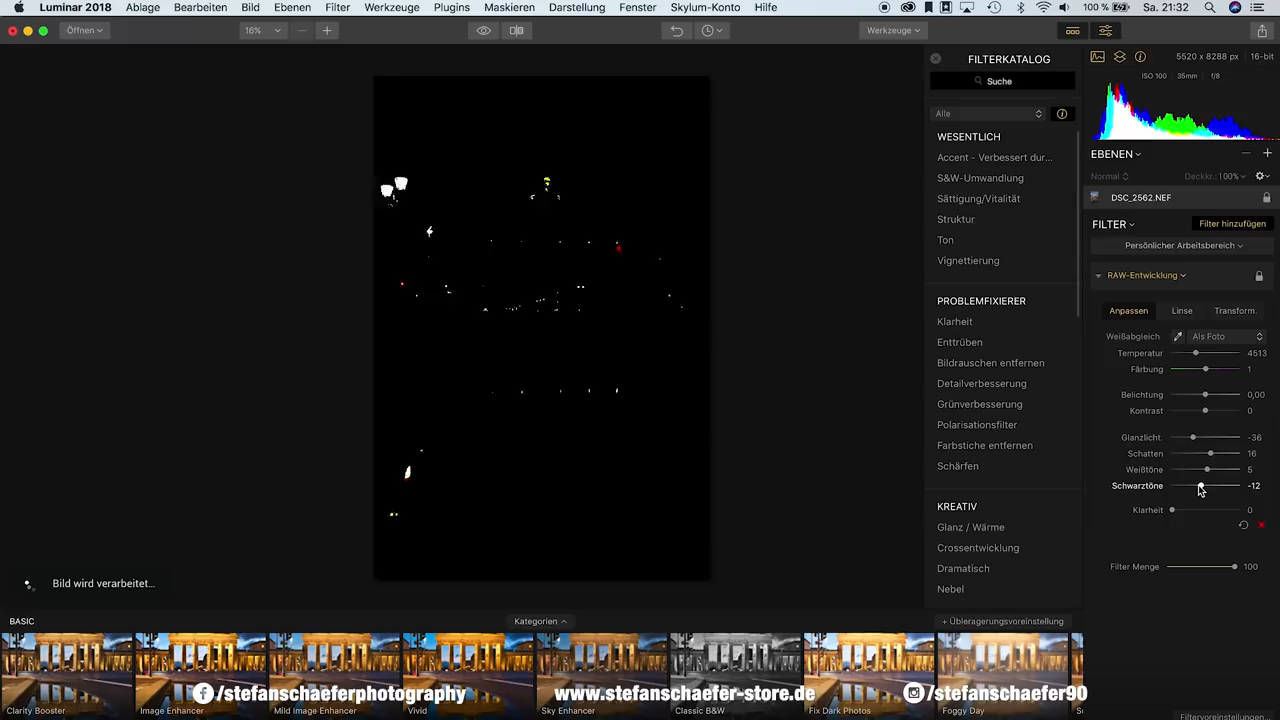 Luminar 2018 Ablage Bearbeiten Bild Ebenen Filter Werkzeuge Plugins Maskieren Darstellung Fenster Skylum-Konto Hilfe 100 % Sa. 21:32
Öffnen 16% Werkzeuge
5520 x 8288 px 16-bit
ISO 100 35mm f/8
FILTERKATALOG
Suche
Alle
WESENTLICH
Accent - Verbessert dur...
S&W-Umwandlung
Sättigung/Vitalität
Struktur
Ton
Vignettierung
PROBLEMFIXIERER
Klarheit
Enttrüben
Bildrauschen entfernen
Detailverbesserung
Grünverbesserung
Polarisationsfilter
Farbstiche entfernen
Schärfen
KREATIV
Glanz / Wärme
Crossentwicklung
Dramatisch
Nebel
EBENEN
Normal Deckkr.: 100%
DSC_2562.NEF
FILTER Filter hinzufügen
Persönlicher Arbeitsbereich
RAW-Entwicklung
Anpassen Linse Transform.
Weißabgleich Als Foto
Temperatur 4513
Färbung 1
Belichtung 0,00
Kontrast 0
Glanzlicht. -36
Schatten 16
Weißtöne 5
Schwarztöne -12
Klarheit 0
Filter Menge 100
Bild wird verarbeitet...
BASIC Kategorien + Überlagerungsvoreinstellung
/stefanschaeferphotography www.stefanschaefer-store.de /stefanschaefer90
Clarity Booster Image Enhancer Mild Image Enhancer Vivid Sky Enhancer Classic B&W Fix Dark Photos Foggy Day
Filtervoreinstellungen...